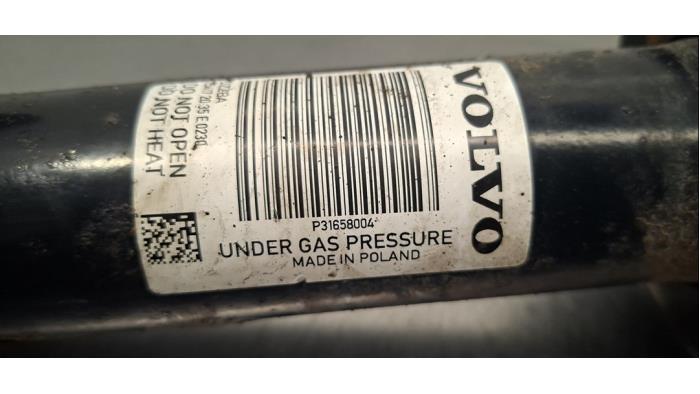 VOLVO
P31658004
UNDER GAS PRESSURE
MADE IN POLAND
DO NOT OPEN
DO NOT HEAT